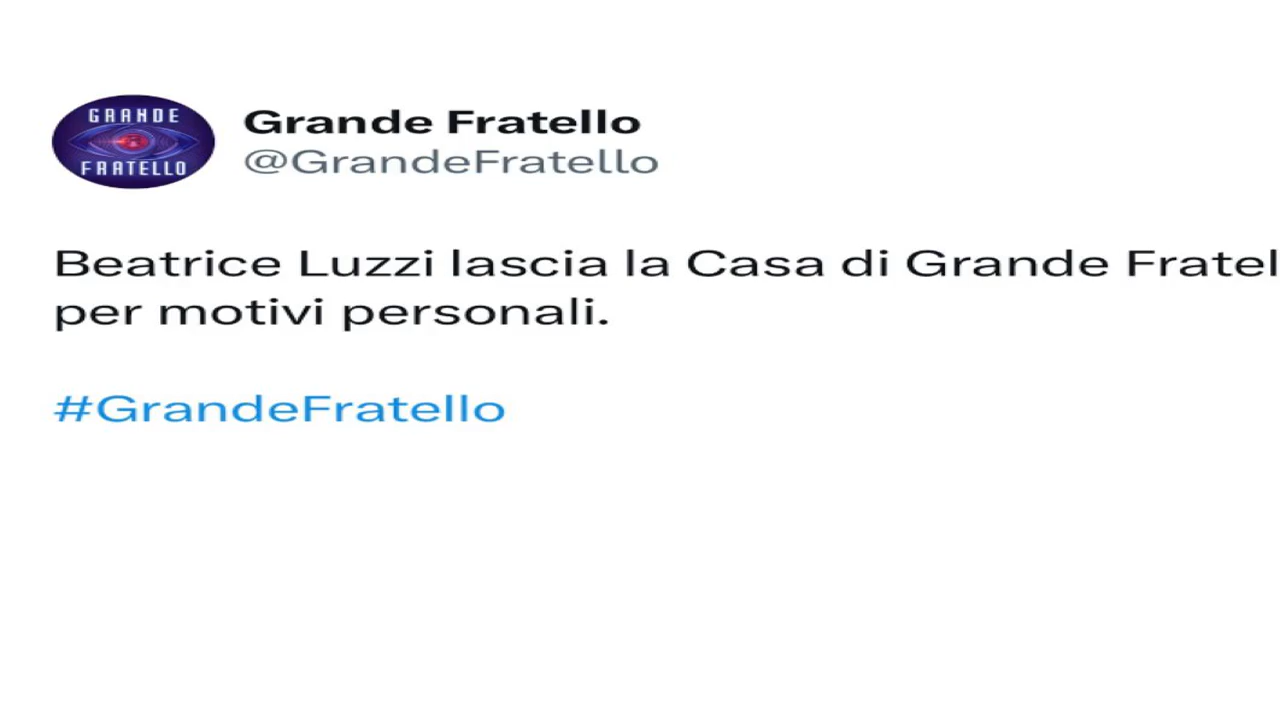 GRANDE
FRATELLO
Grande Fratello
@GrandeFratello
Beatrice Luzzi lascia la Casa di Grande Fratel
per motivi personali.
#GrandeFratello